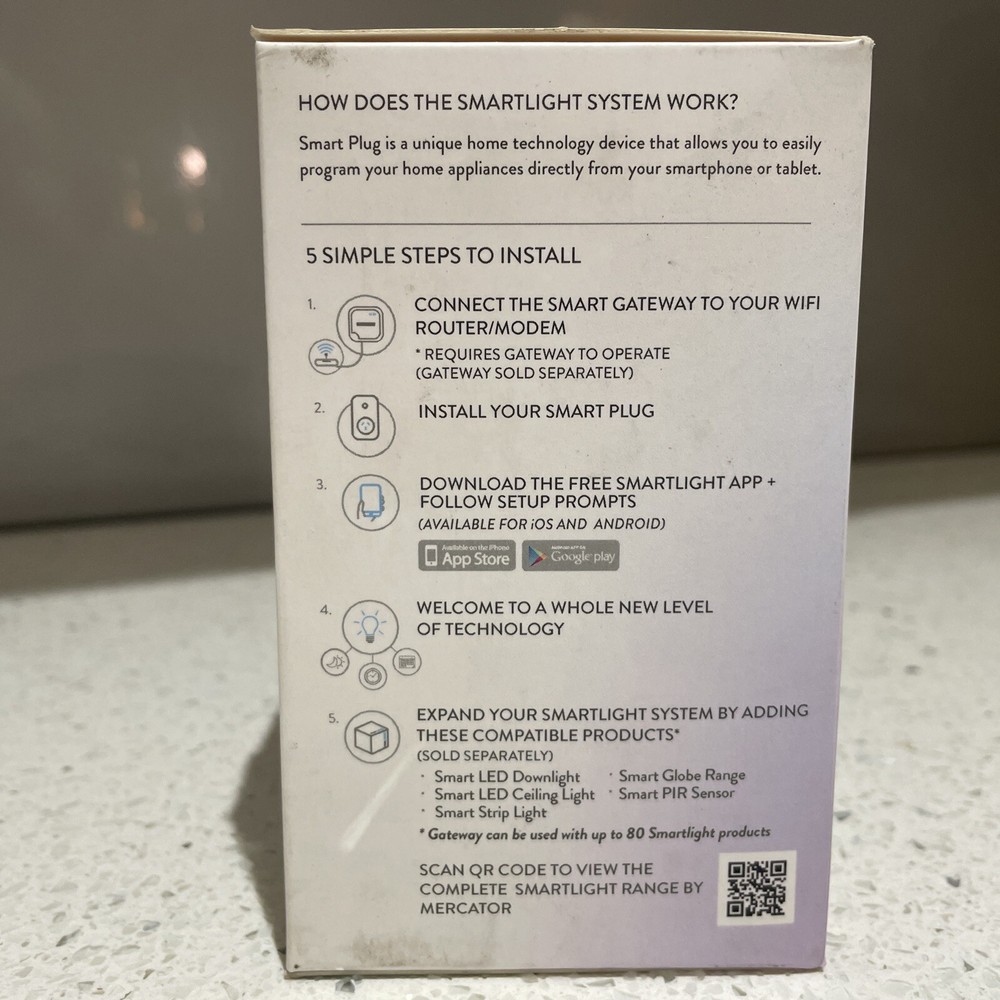 HOW DOES THE SMARTLIGHT SYSTEM WORK?
Smart Plug is a unique home technology device that allows you to easily
program your home appliances directly from your smartphone or tablet.
5 SIMPLE STEPS TO INSTALL
1.
CONNECT THE SMART GATEWAY TO YOUR WIFI
ROUTER/MODEM
* REQUIRES GATEWAY TO OPERATE
(GATEWAY SOLD SEPARATELY)
2.
INSTALL YOUR SMART PLUG
3.
DOWNLOAD THE FREE SMARTLIGHT APP +
FOLLOW SETUP PROMPTS
(AVAILABLE FOR iOS AND ANDROID)
Available on the iPhone
App Store
Google play
4.
WELCOME TO A WHOLE NEW LEVEL
OF TECHNOLOGY
5.
EXPAND YOUR SMARTLIGHT SYSTEM BY ADDING
THESE COMPATIBLE PRODUCTS*
(SOLD SEPARATELY)
· Smart LED Downlight · Smart Globe Range
· Smart LED Ceiling Light · Smart PIR Sensor
· Smart Strip Light
* Gateway can be used with up to 80 Smartlight products
SCAN QR CODE TO VIEW THE
COMPLETE SMARTLIGHT RANGE BY
MERCATOR